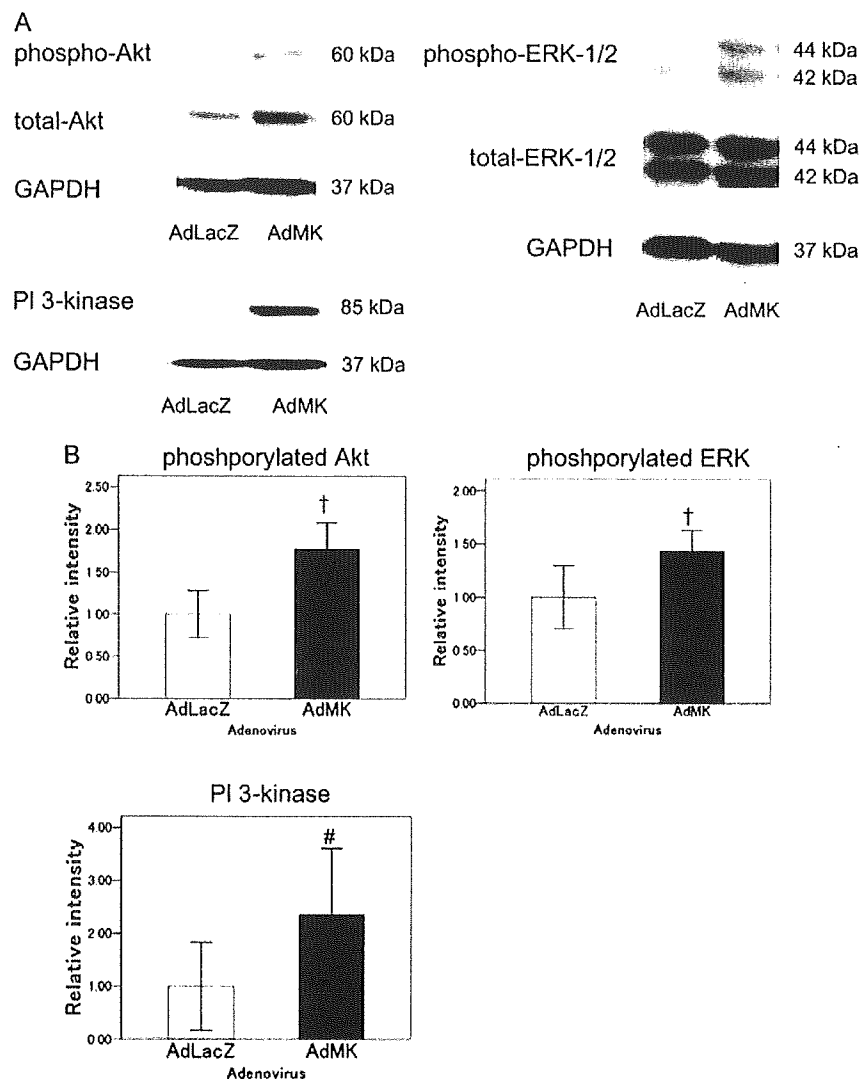 A
phospho-Akt 60 kDa
total-Akt 60 kDa
GAPDH 37 kDa
AdLacZ AdMK
PI 3-kinase 85 kDa
GAPDH 37 kDa
AdLacZ AdMK
phospho-ERK-1/2 44 kDa
42 kDa
total-ERK-1/2 44 kDa
42 kDa
GAPDH 37 kDa
AdLacZ AdMK
B
phoshporylated Akt
Relative intensity
2.50
2.00
1.50
1.00
0.50
0.00
†
AdLacZ AdMK
Adenovirus
phoshporylated ERK
Relative intensity
2.00
1.50
1.00
0.50
0.00
†
AdLacZ AdMK
Adenovirus
PI 3-kinase
Relative intensity
4.00
3.00
2.00
1.00
0.00
#
AdLacZ AdMK
Adenovirus